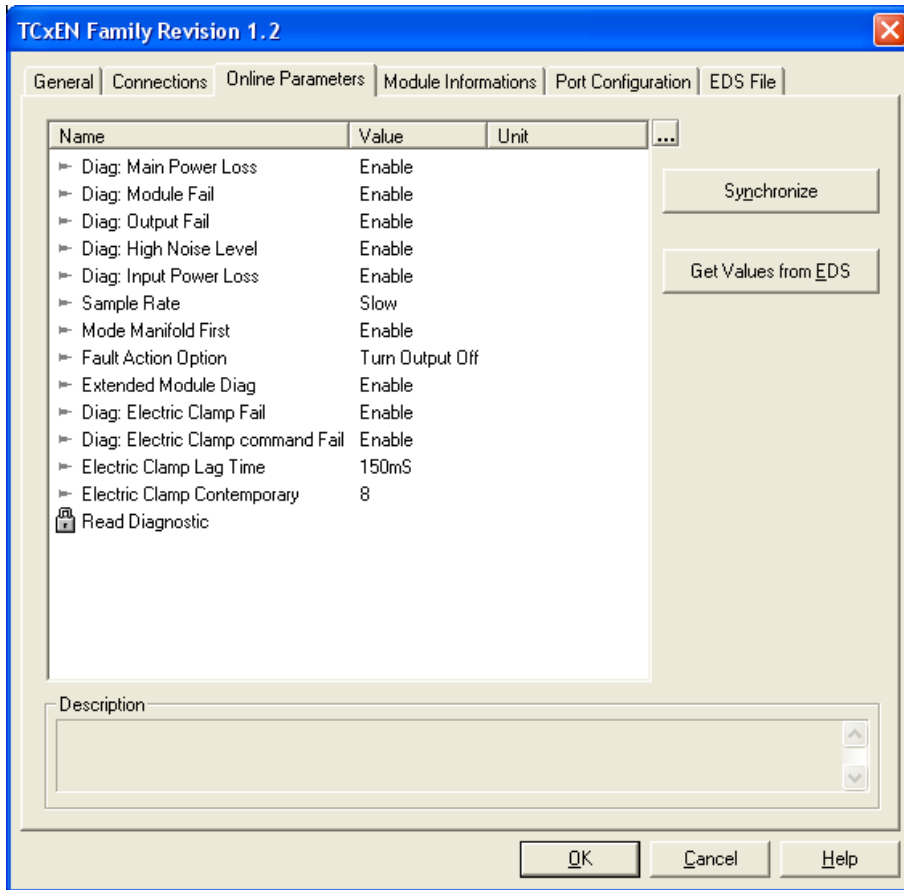 TCxEN Family Revision 1.2
General Connections Online Parameters Module Informations Port Configuration EDS File
Name Value Unit ...
Diag: Main Power Loss Enable
Diag: Module Fail Enable
Diag: Output Fail Enable
Diag: High Noise Level Enable
Diag: Input Power Loss Enable
Sample Rate Slow
Mode Manifold First Enable
Fault Action Option Turn Output Off
Extended Module Diag Enable
Diag: Electric Clamp Fail Enable
Diag: Electric Clamp command Fail Enable
Electric Clamp Lag Time 150mS
Electric Clamp Contemporary 8
Read Diagnostic
Synchronize
Get Values from EDS
Description
OK Cancel Help